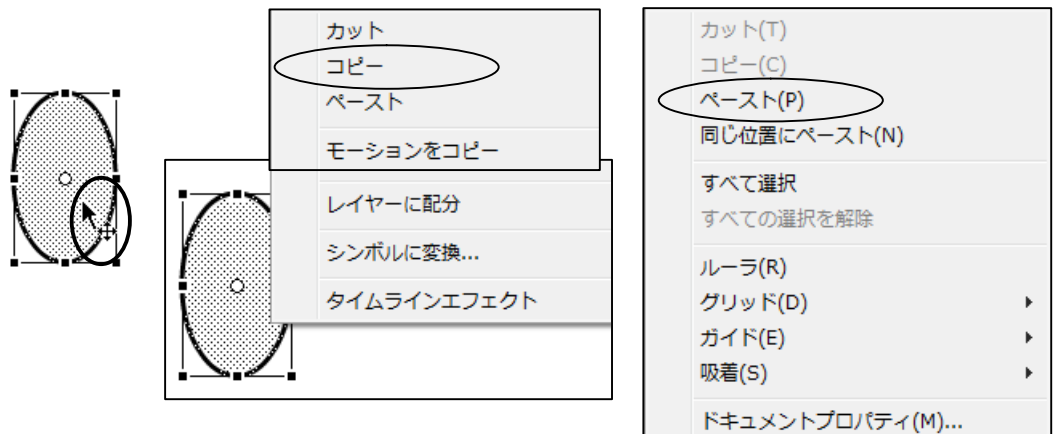 カット
コピー
ペースト
モーションをコピー
レイヤーに配分
シンボルに変換...
タイムラインエフェクト
カット(T)
コピー(C)
ペースト(P)
同じ位置にペースト(N)
すべて選択
すべての選択を解除
ルーラ(R)
グリッド(D)
ガイド(E)
吸着(S)
ドキュメントプロパティ(M)...